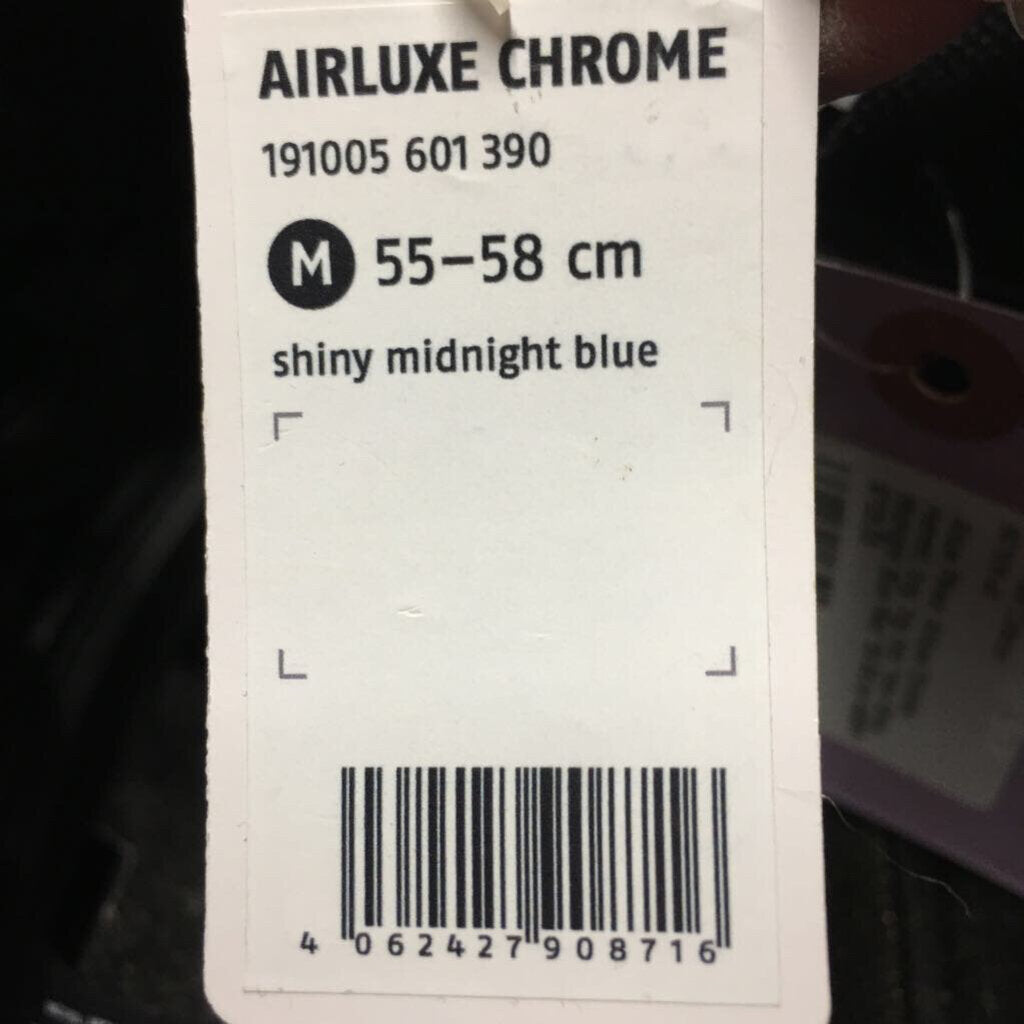 AIRLUXE CHROME
191005 601 390
M 55–58 cm
shiny midnight blue
4 062427 908716